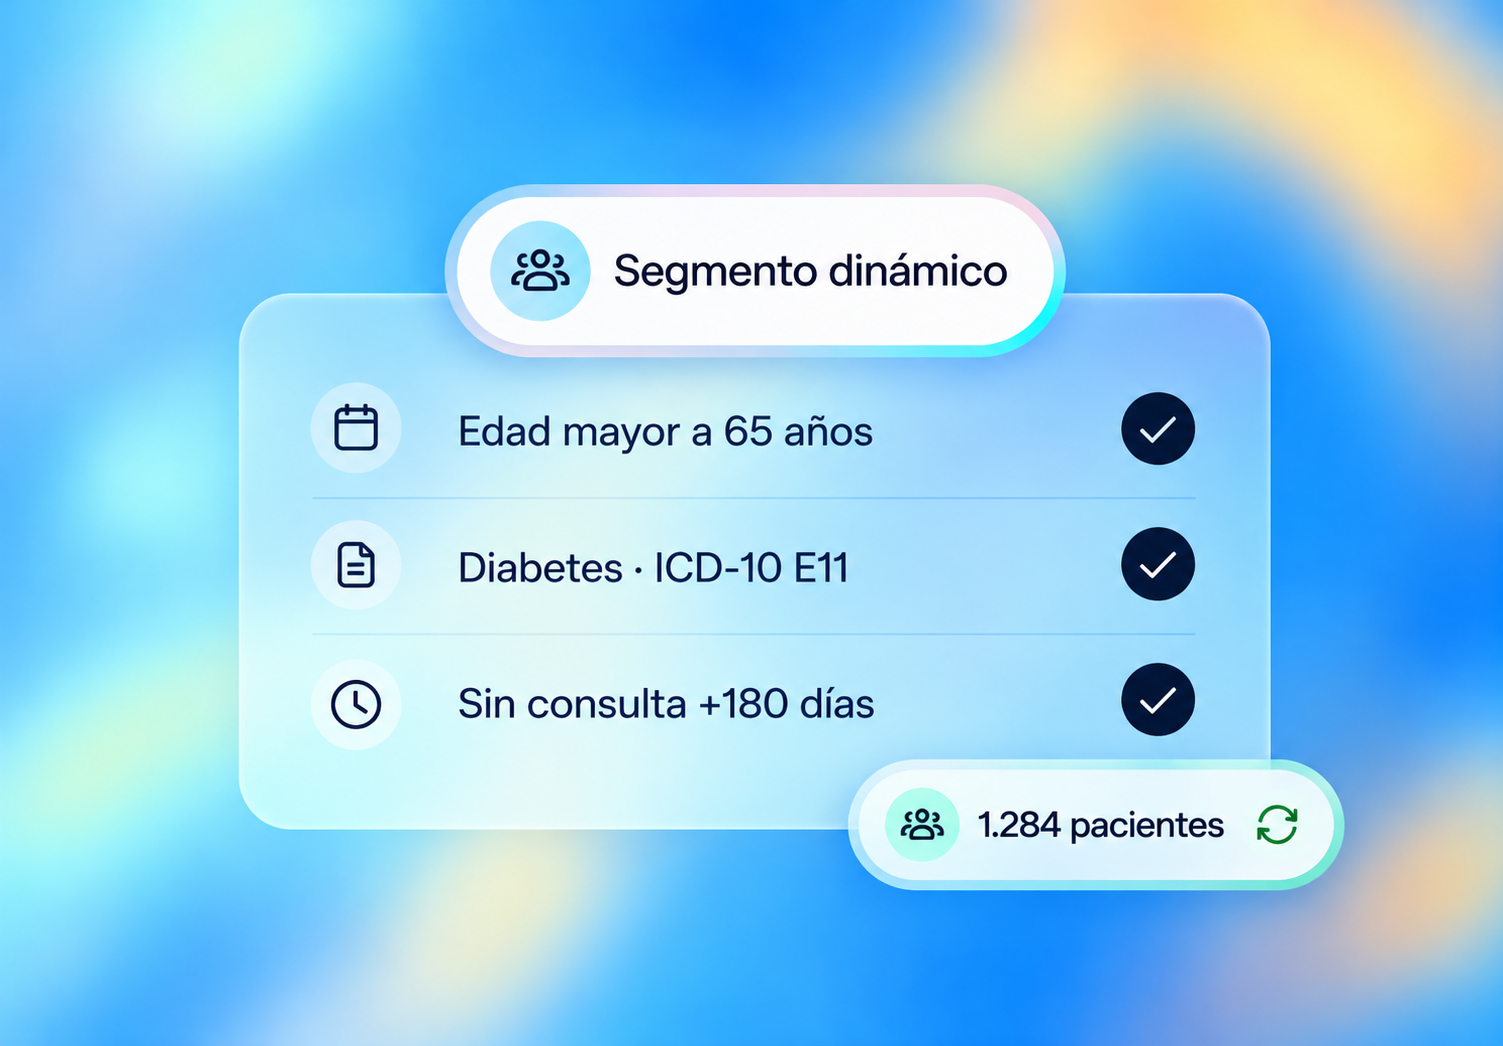 Segmento dinámico
Edad mayor a 65 años
Diabetes · ICD-10 E11
Sin consulta +180 días
1.284 pacientes